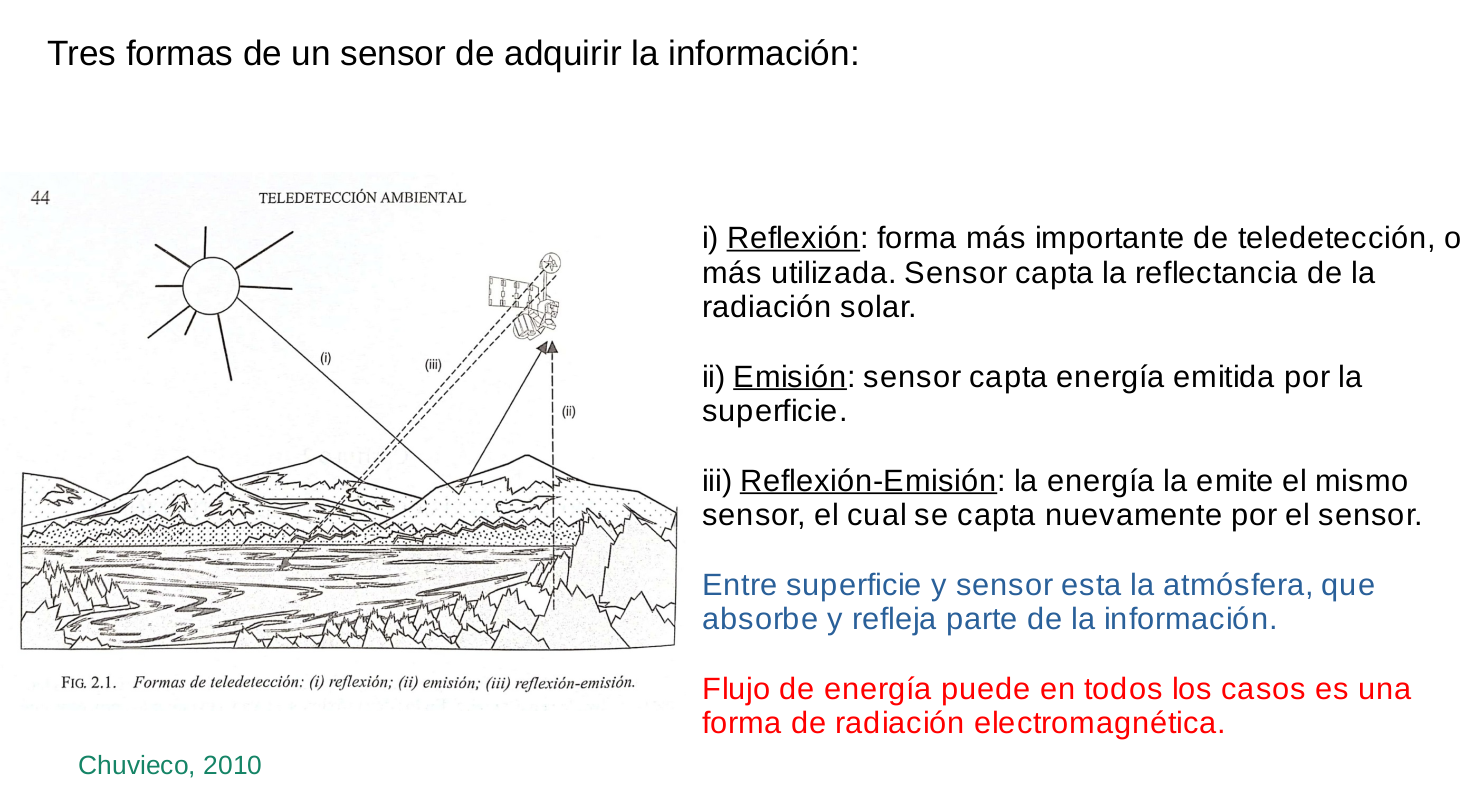 Tres formas de un sensor de adquirir la información:
44
TELEDETECCIÓN AMBIENTAL
(i)
(iii)
(ii)
FIG. 2.1. Formas de teledetección: (i) reflexión; (ii) emisión; (iii) reflexión-emisión.
Chuvieco, 2010
i) Reflexión: forma más importante de teledetección, o
más utilizada. Sensor capta la reflectancia de la
radiación solar.
ii) Emisión: sensor capta energía emitida por la
superficie.
iii) Reflexión-Emisión: la energía la emite el mismo
sensor, el cual se capta nuevamente por el sensor.
Entre superficie y sensor esta la atmósfera, que
absorbe y refleja parte de la información.
Flujo de energía puede en todos los casos es una
forma de radiación electromagnética.